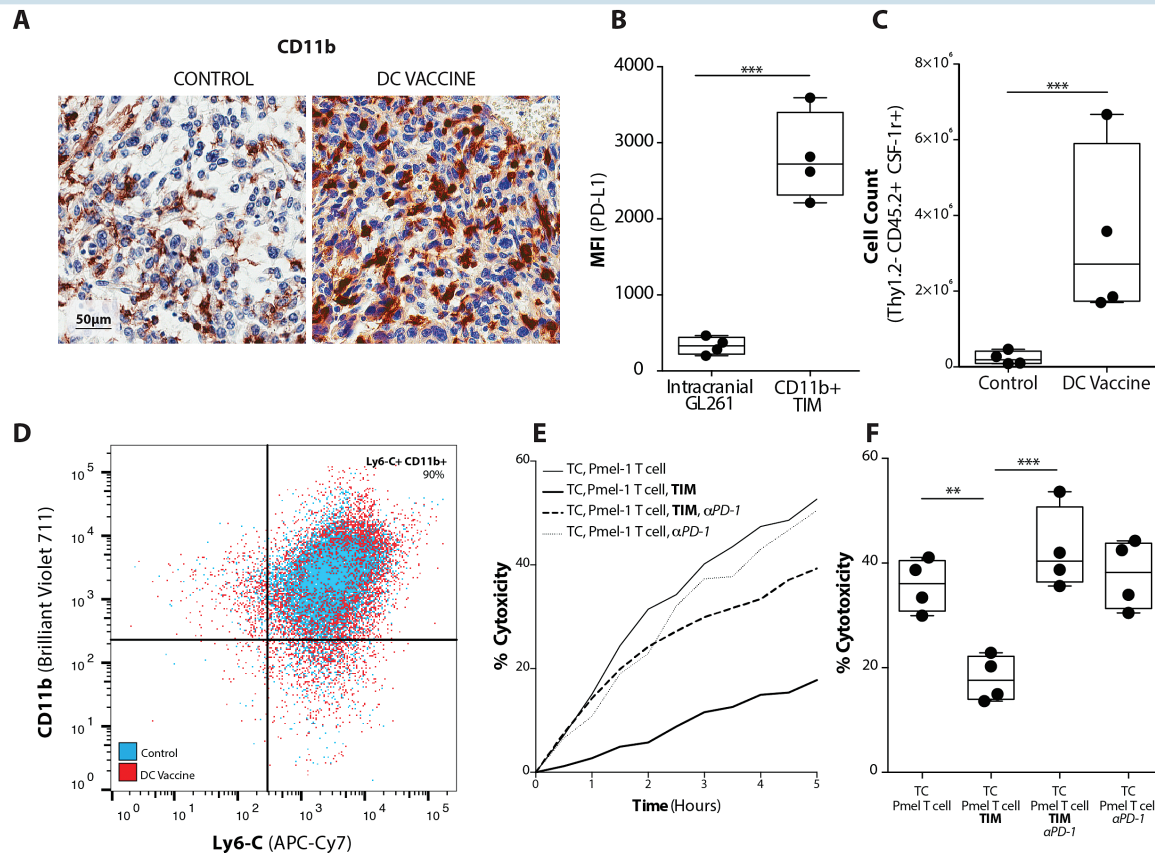 A
CD11b
CONTROL
DC VACCINE
50µm
B
MFI (PD-L1)
4000
3000
2000
1000
0
***
Intracranial
GL261
CD11b+
TIM
C
Cell Count
(Thy1.2- CD45.2+ CSF-1r+)
8×10⁶
6×10⁶
4×10⁶
2×10⁶
0
***
Control
DC Vaccine
D
CD11b (Brilliant Violet 711)
10⁵
10⁴
10³
10²
10¹
10⁰
Ly6-C+ CD11b+
90%
Control
DC Vaccine
10⁰ 10¹ 10² 10³ 10⁴ 10⁵
Ly6-C (APC-Cy7)
E
% Cytoxicity
60
40
20
0
TC, Pmel-1 T cell
TC, Pmel-1 T cell, TIM
TC, Pmel-1 T cell, TIM, αPD-1
TC, Pmel-1 T cell, αPD-1
0 1 2 3 4 5
Time (Hours)
F
% Cytotoxicity
60
40
20
0
**
***
TC
Pmel T cell
TC
Pmel T cell
TIM
TC
Pmel T cell
TIM
αPD-1
TC
Pmel T cell
αPD-1